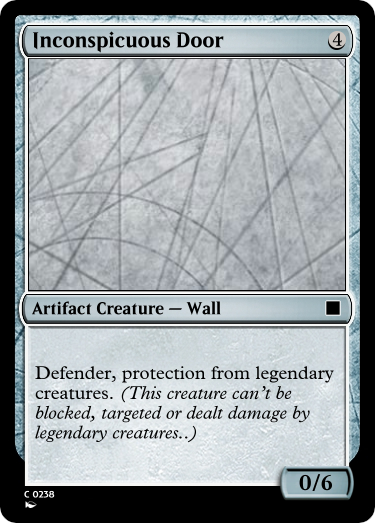 Inconspicuous Door
4
Artifact Creature — Wall
Defender, protection from legendary
creatures. (This creature can't be
blocked, targeted or dealt damage by
legendary creatures..)
0/6
C 0238